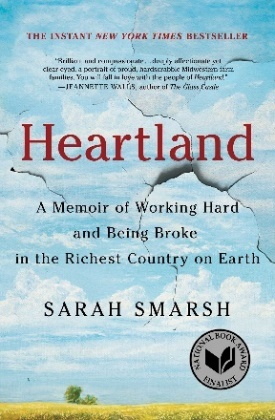 THE INSTANT NEW YORK TIMES BESTSELLER
"Brilliant and compassionate . . . deeply affectionate yet
clear eyed, a portrait of proud, hardscrabble Midwestern farm
families. You will fall in love with the people of Heartland."
—JEANNETTE WALLS, author of The Glass Castle
Heartland
A Memoir of Working Hard
and Being Broke
in the Richest Country on Earth
SARAH SMARSH
NATIONAL BOOK AWARD
FINALIST